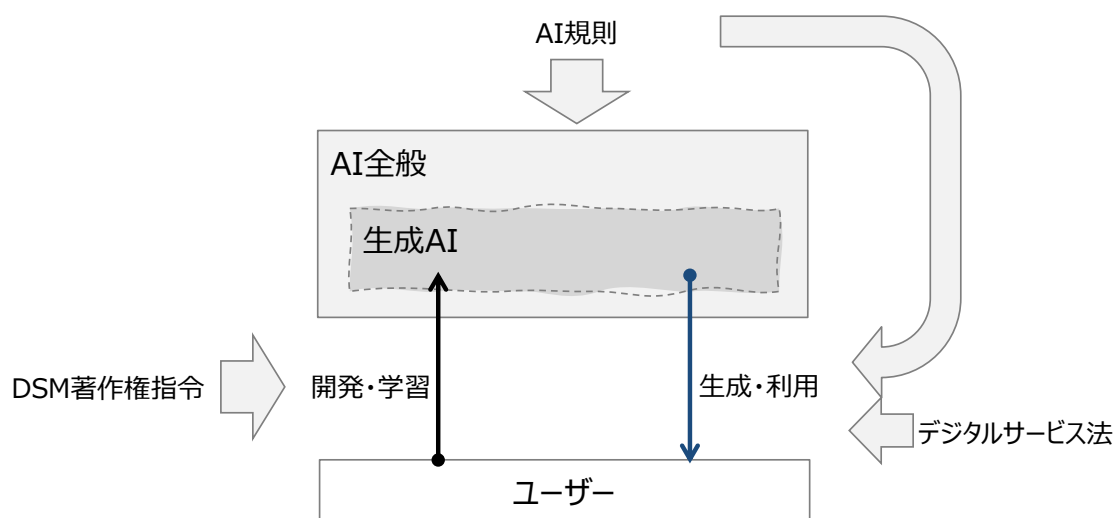 AI規則
AI全般
生成AI
DSM著作権指令
開発・学習
生成・利用
デジタルサービス法
ユーザー